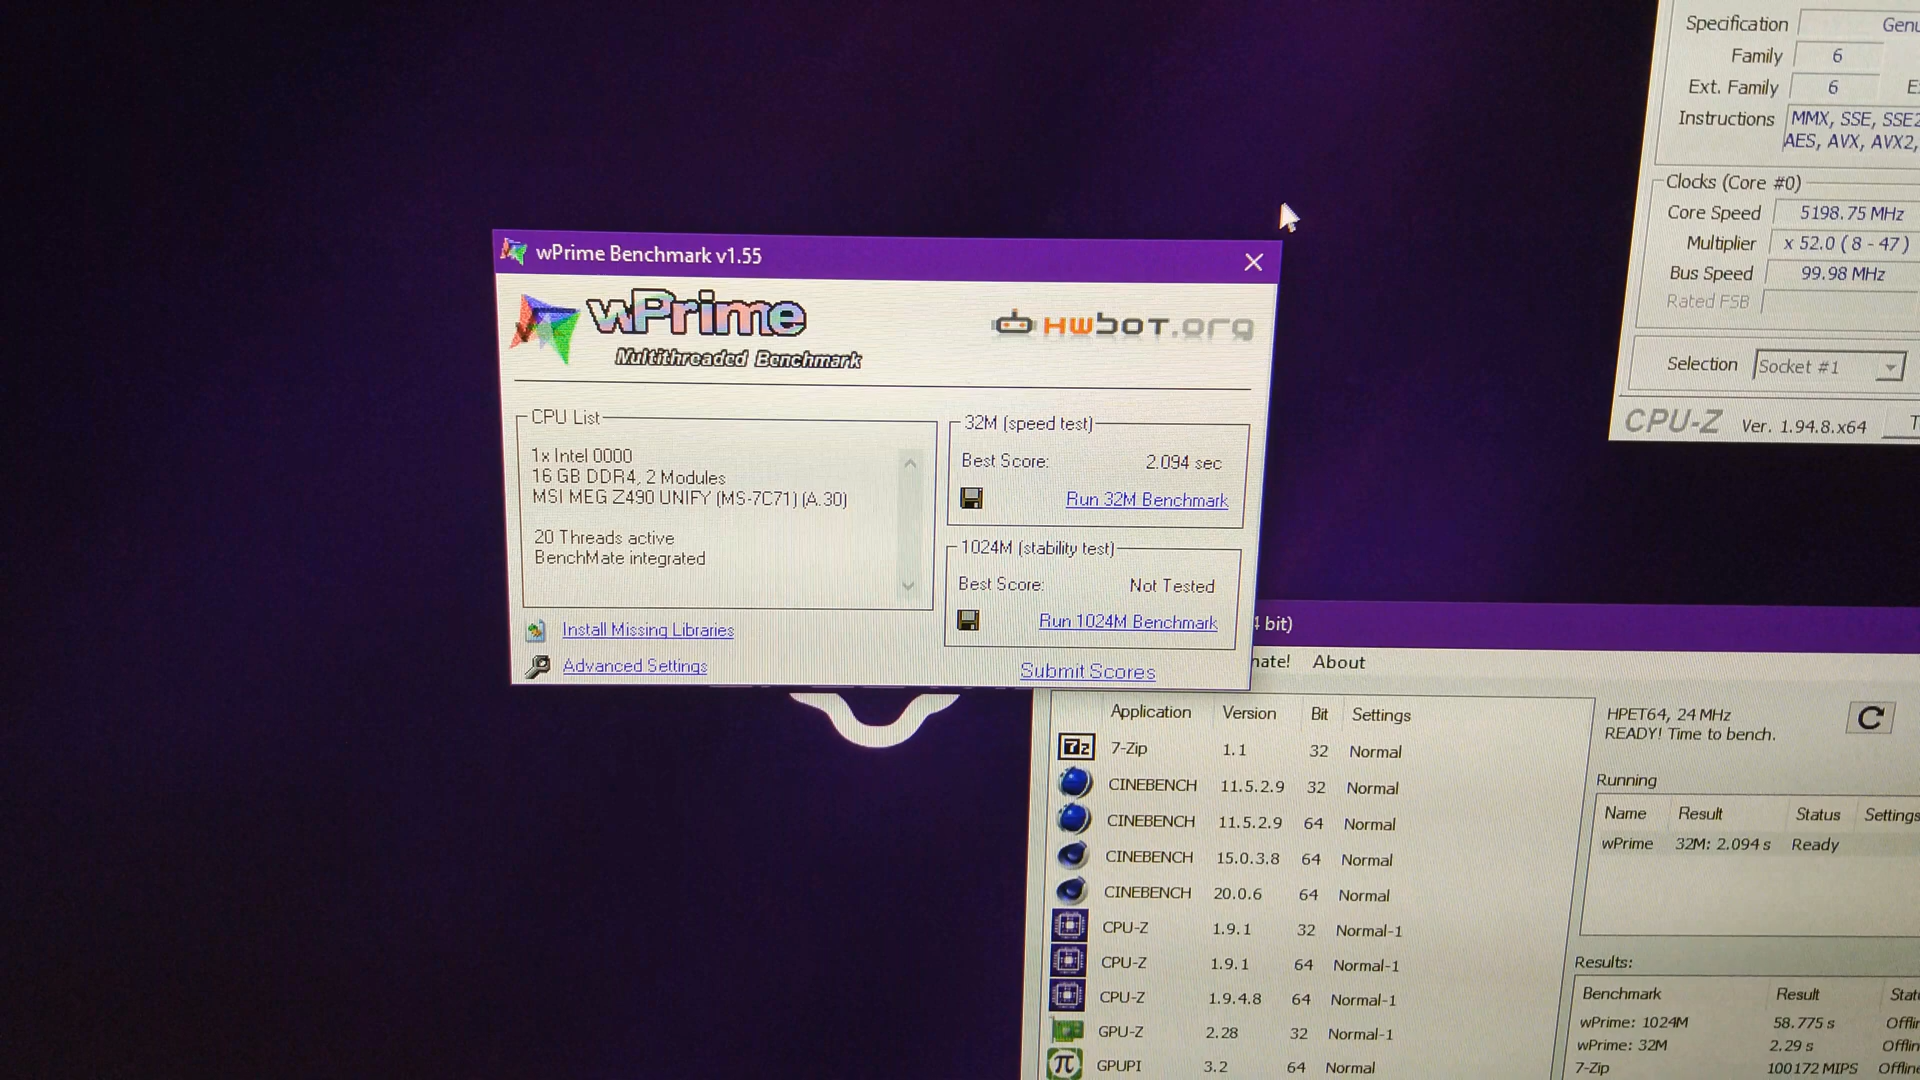 Specification
Family 6
Ext. Family 6
Instructions MMX, SSE, SSE2
AES, AVX, AVX2,
Clocks (Core #0)
Core Speed 5198.75 MHz
Multiplier x 52.0 ( 8 - 47 )
Bus Speed 99.98 MHz
Rated FSB
Selection Socket #1
CPU-Z Ver. 1.94.8.x64
wPrime Benchmark v1.55
wPrime
Multithreaded Benchmark
HWBOT.org
CPU List
1x Intel 0000
16 GB DDR4, 2 Modules
MSI MEG Z490 UNIFY (MS-7C71) (A.30)
20 Threads active
BenchMate integrated
Install Missing Libraries
Advanced Settings
32M (speed test)
Best Score: 2.094 sec
Run 32M Benchmark
1024M (stability test)
Best Score: Not Tested
Run 1024M Benchmark
Submit Scores
bit)
About
Application Version Bit Settings
7z 7-Zip 1.1 32 Normal
CINEBENCH 11.5.2.9 32 Normal
CINEBENCH 11.5.2.9 64 Normal
CINEBENCH 15.0.3.8 64 Normal
CINEBENCH 20.0.6 64 Normal
CPU-Z 1.9.1 32 Normal-1
CPU-Z 1.9.1 64 Normal-1
CPU-Z 1.9.4.8 64 Normal-1
GPU-Z 2.28 32 Normal-1
π GPUPI 3.2 64 Normal
HPET64, 24 MHz
READY! Time to bench.
Running
Name Result Status Settings
wPrime 32M: 2.094 s Ready
Results:
Benchmark Result
wPrime: 1024M 58.775 s
wPrime: 32M 2.29 s
7-Zip 100172 MIPS